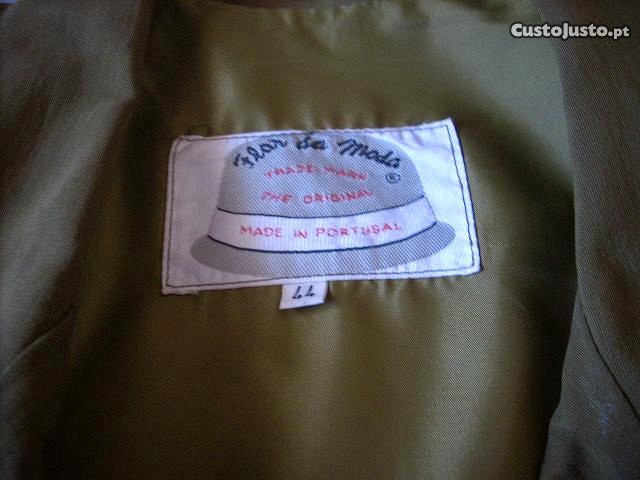 CustoJusto.pt
Flor da Moda
TRADE MARK ®
THE ORIGINAL
MADE IN PORTUGAL
44